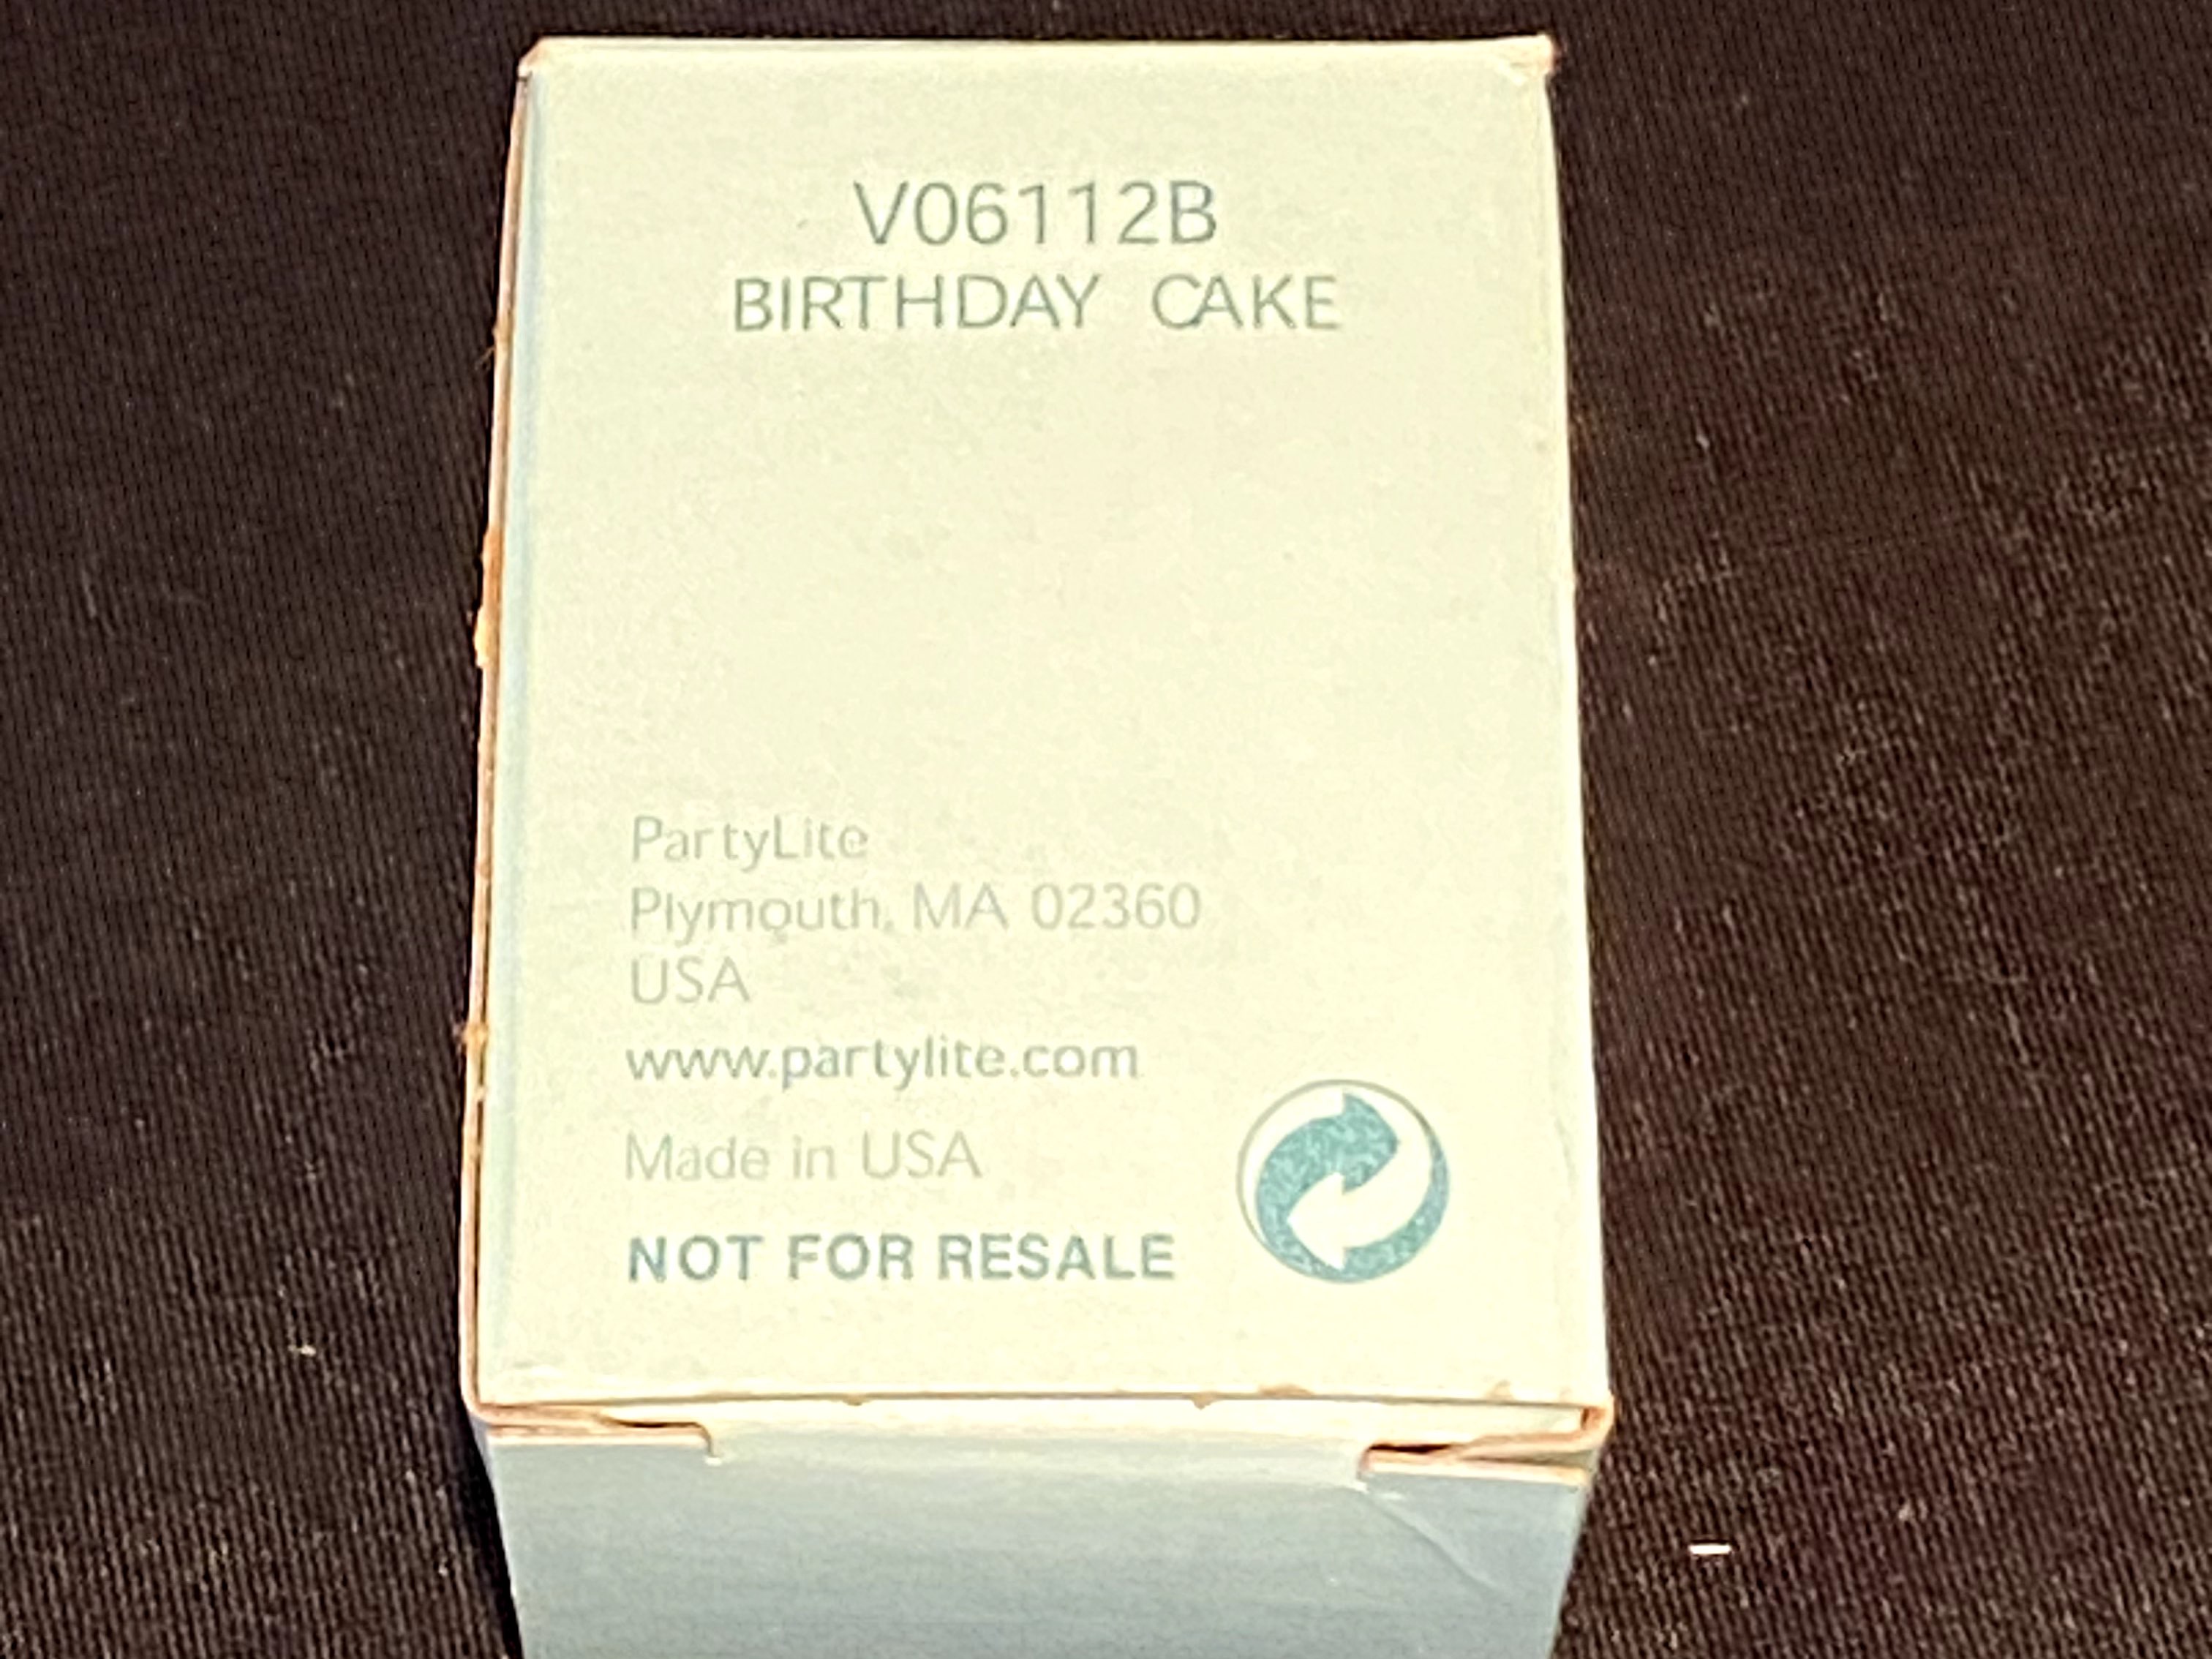 V06112B
BIRTHDAY CAKE
PartyLite
Plymouth, MA 02360
USA
www.partylite.com
Made in USA
NOT FOR RESALE